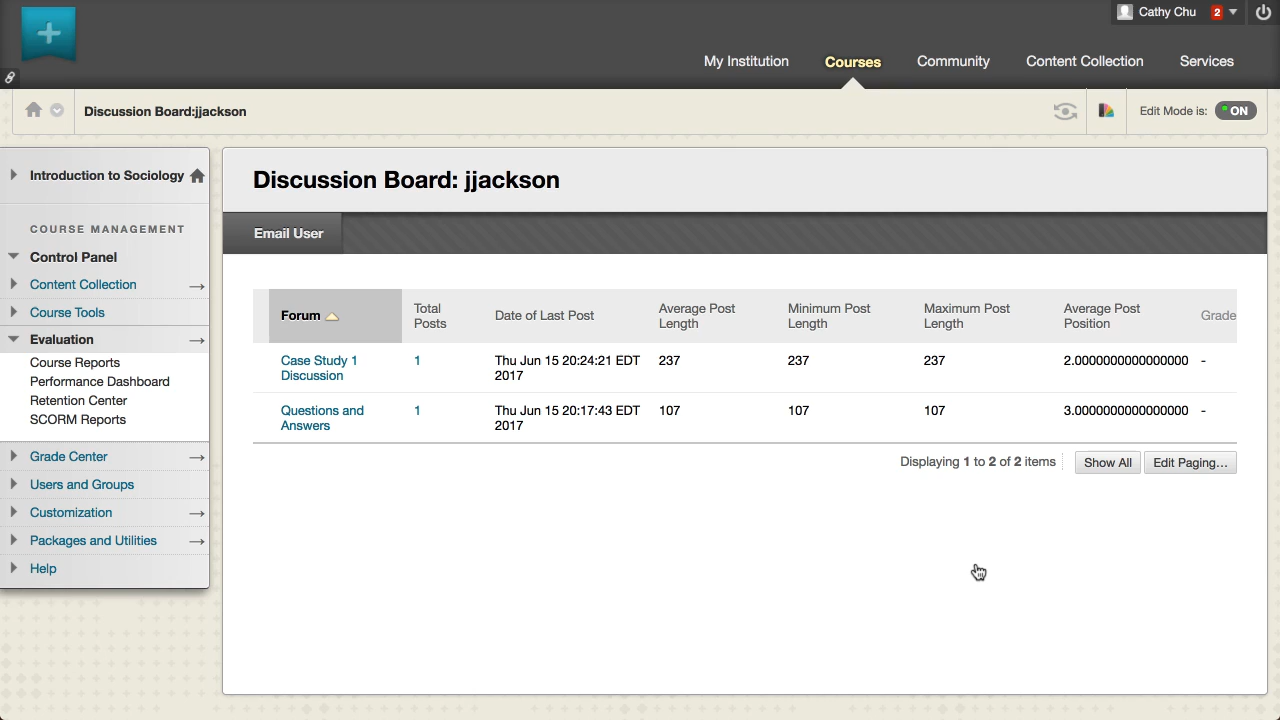 Cathy Chu 2
My Institution Courses Community Content Collection Services
Discussion Board:jjackson
Edit Mode is: ON
Introduction to Sociology
COURSE MANAGEMENT
Control Panel
Content Collection
Course Tools
Evaluation
Course Reports
Performance Dashboard
Retention Center
SCORM Reports
Grade Center
Users and Groups
Customization
Packages and Utilities
Help
Discussion Board: jjackson
Email User
Forum
Total
Posts
Date of Last Post
Average Post
Length
Minimum Post
Length
Maximum Post
Length
Average Post
Position
Grade
Case Study 1
Discussion
1
Thu Jun 15 20:24:21 EDT
2017
237
237
237
2.0000000000000000
-
Questions and
Answers
1
Thu Jun 15 20:17:43 EDT
2017
107
107
107
3.0000000000000000
-
Displaying 1 to 2 of 2 items
Show All
Edit Paging...